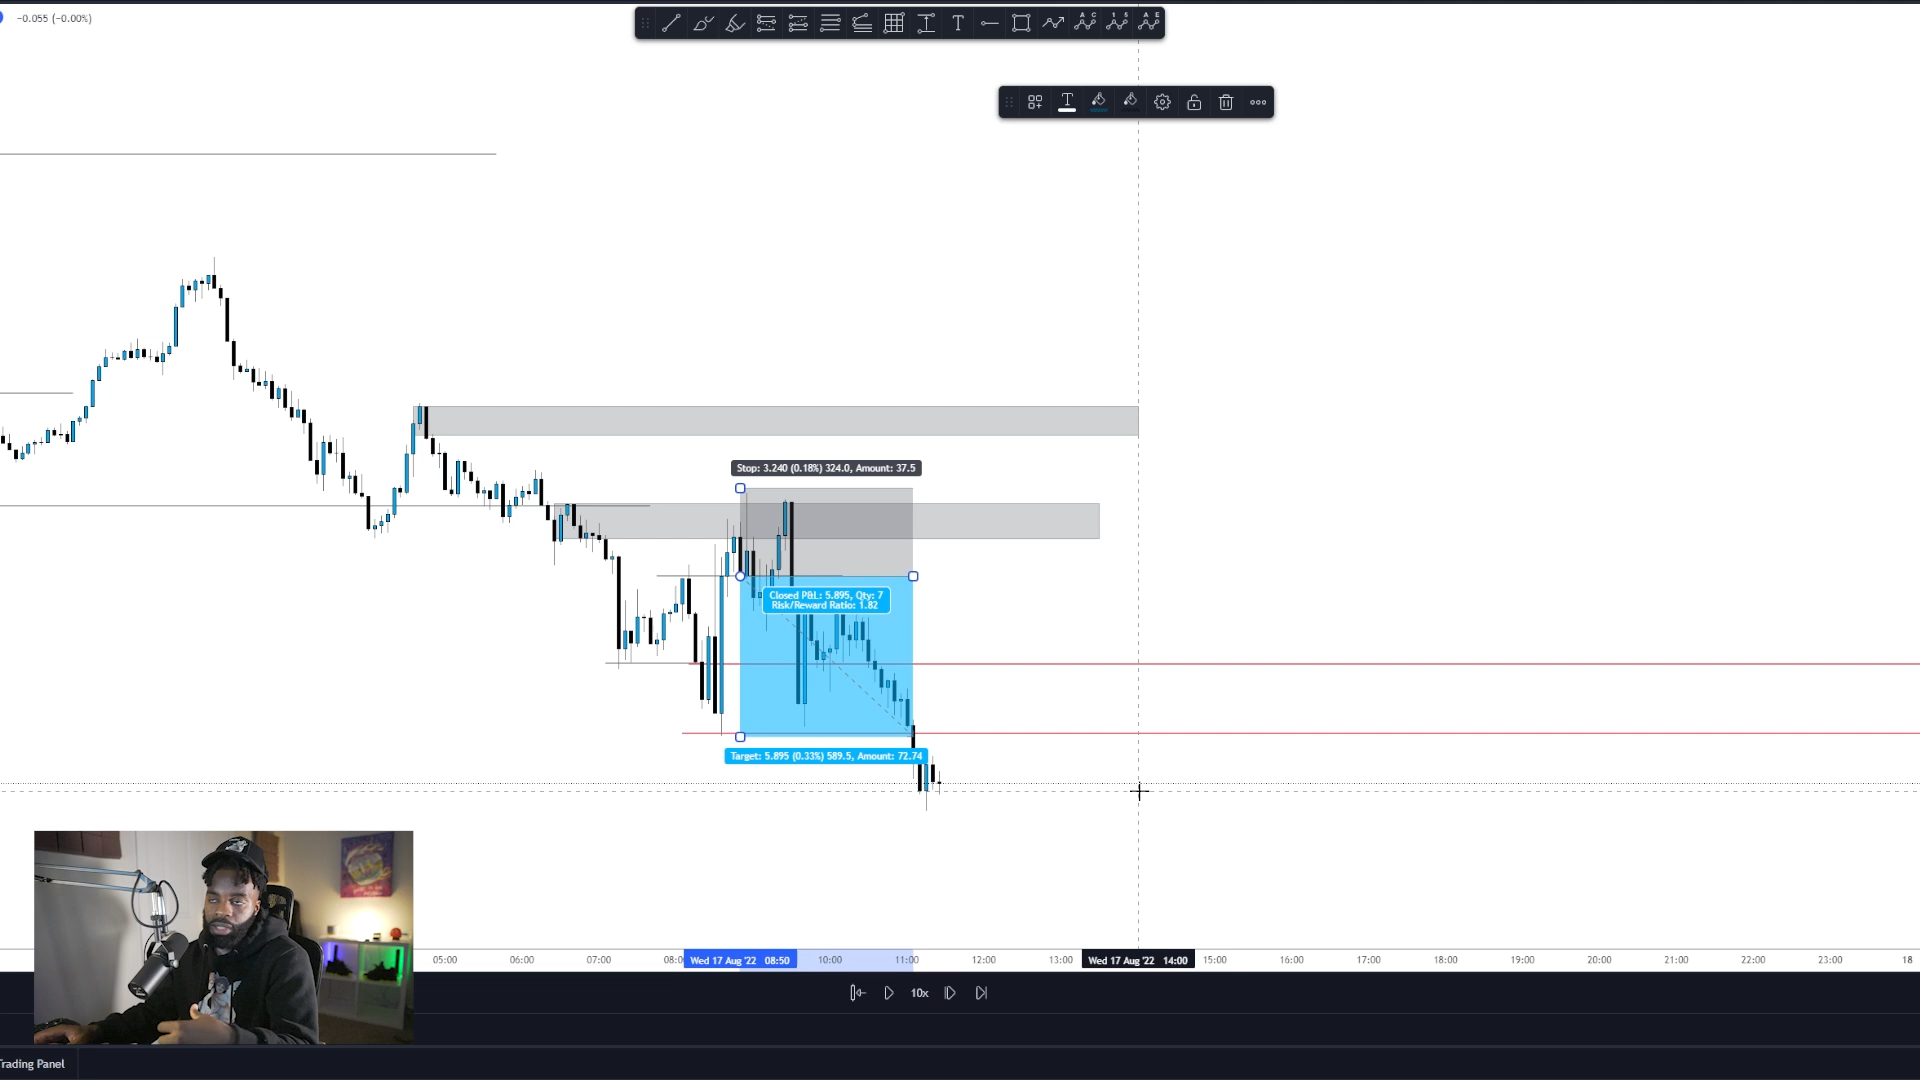 −0.055 (−0.00%)
Stop: 3.240 (0.18%) 324.0, Amount: 37.5
Closed P&L: 5.895, Qty: 7
Risk/Reward Ratio: 1.82
Target: 5.895 (0.33%) 589.5, Amount: 72.74
05:00 06:00 07:00 08:0 Wed 17 Aug '22 08:50 10:00 11:00 12:00 13:00 Wed 17 Aug '22 14:00 15:00 16:00 17:00 18:00 19:00 20:00 21:00 22:00 23:00 18
10x
Trading Panel